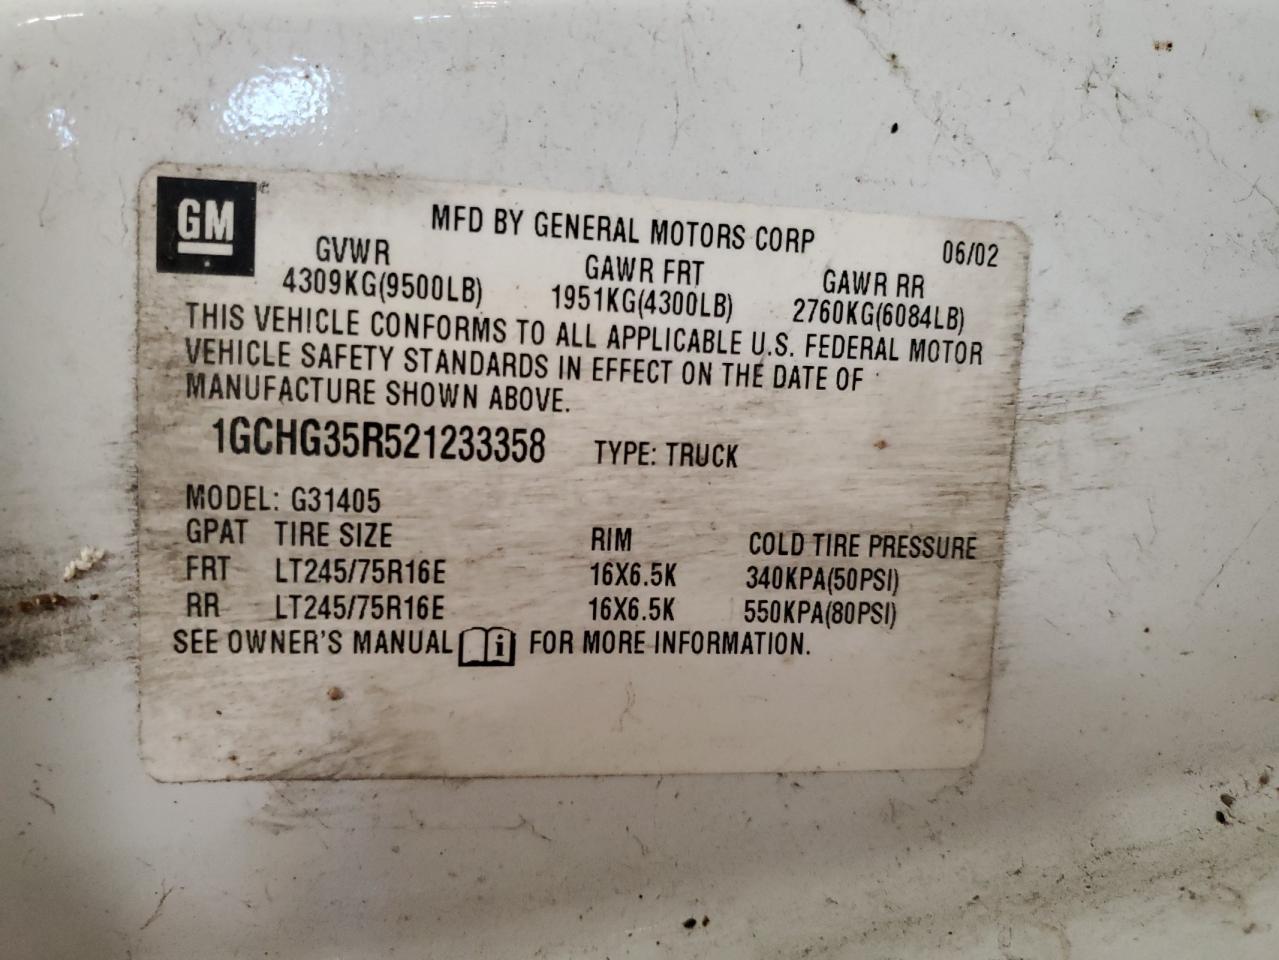 GM
MFD BY GENERAL MOTORS CORP 06/02
GVWR GAWR FRT GAWR RR
4309KG(9500LB) 1951KG(4300LB) 2760KG(6084LB)
THIS VEHICLE CONFORMS TO ALL APPLICABLE U.S. FEDERAL MOTOR
VEHICLE SAFETY STANDARDS IN EFFECT ON THE DATE OF
MANUFACTURE SHOWN ABOVE.
1GCHG35R521233358 TYPE: TRUCK
MODEL: G31405
GPAT TIRE SIZE RIM COLD TIRE PRESSURE
FRT LT245/75R16E 16X6.5K 340KPA(50PSI)
RR LT245/75R16E 16X6.5K 550KPA(80PSI)
SEE OWNER'S MANUAL i FOR MORE INFORMATION.